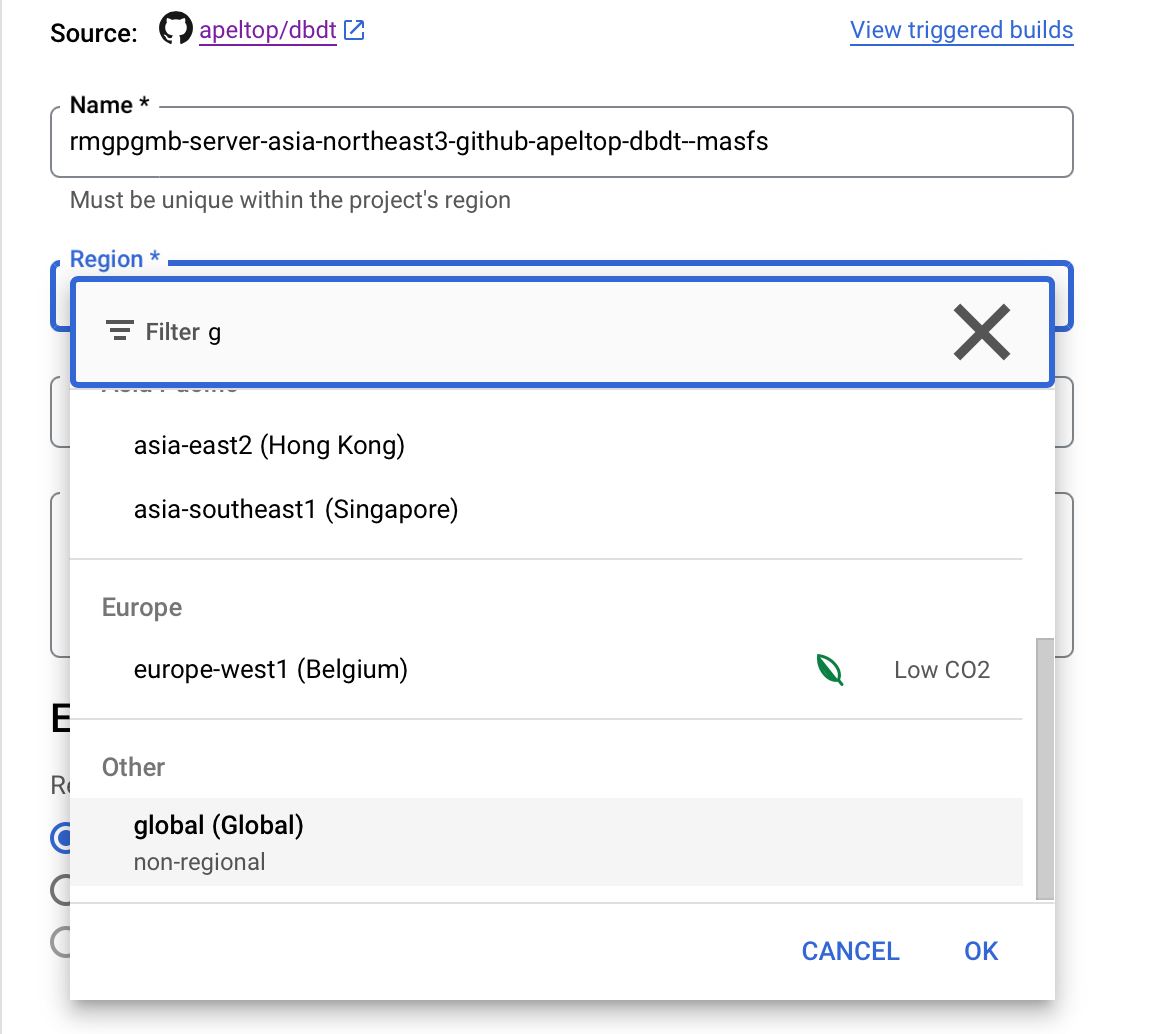 Source: apeltop/dbdt View triggered builds
Name *
rmgpgmb-server-asia-northeast3-github-apeltop-dbdt--masfs
Must be unique within the project's region
Region *
Filter g
asia-east2 (Hong Kong)
asia-southeast1 (Singapore)
Europe
europe-west1 (Belgium) Low CO2
Other
global (Global)
non-regional
CANCEL OK